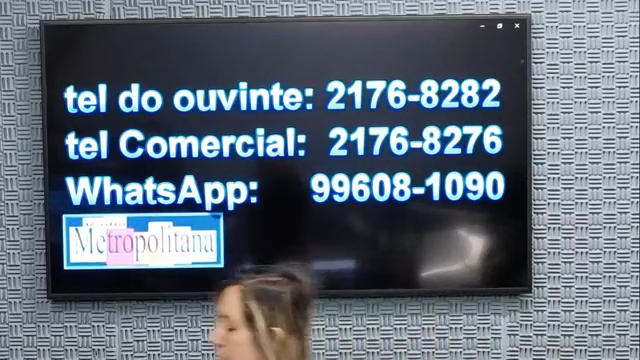 tel do ouvinte: 2176-8282
tel Comercial: 2176-8276
WhatsApp: 99608-1090
Metropolitana